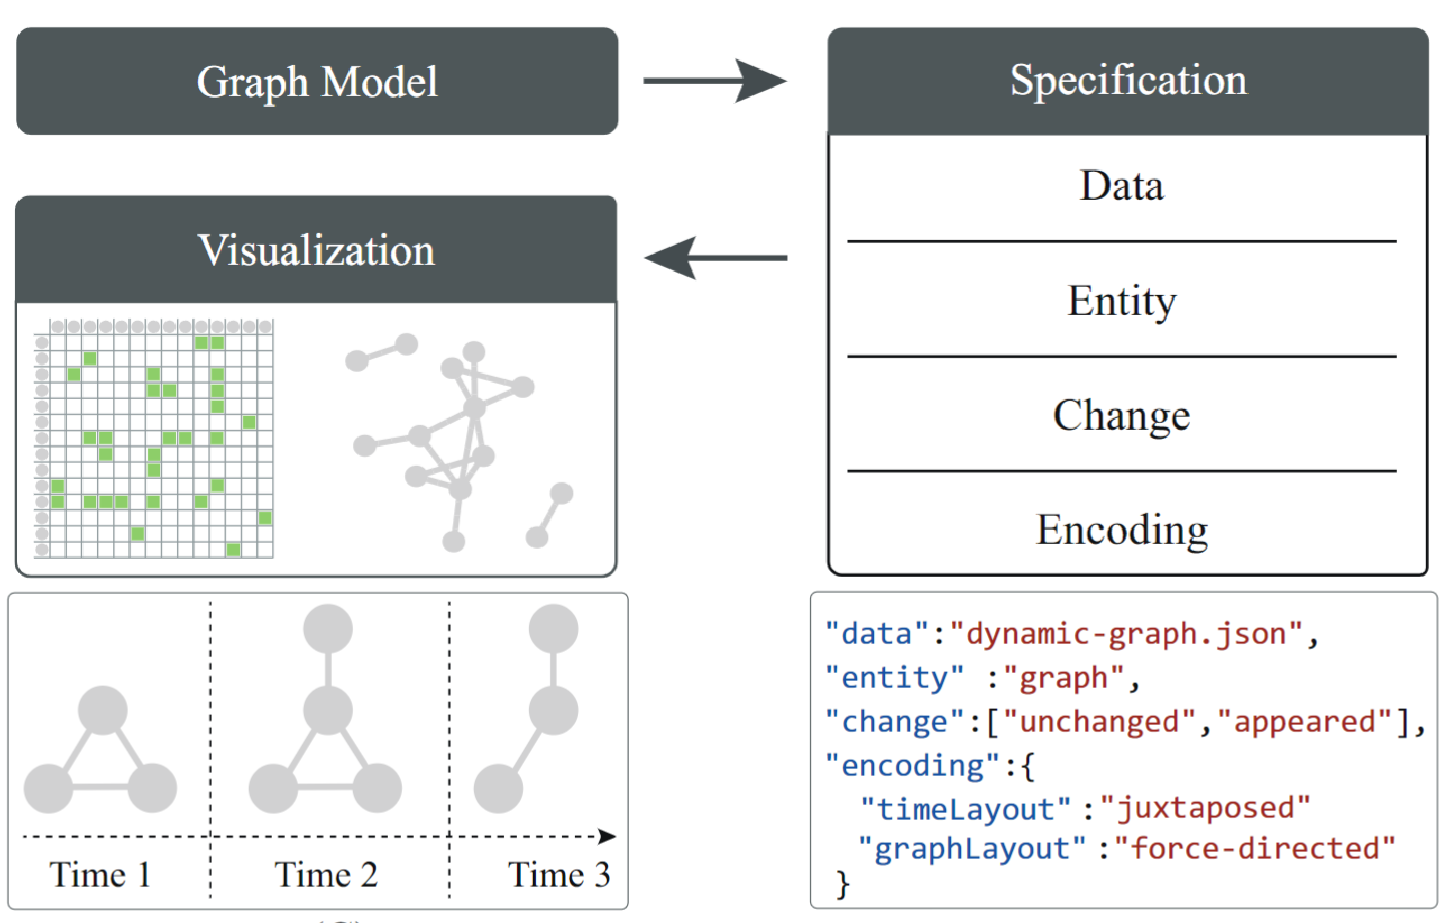 Graph Model
Specification
Data
Entity
Change
Encoding
Visualization
Time 1
Time 2
Time 3
"data":"dynamic-graph.json",
"entity" :"graph",
"change":["unchanged","appeared"],
"encoding":{
"timeLayout" :"juxtaposed"
"graphLayout" :"force-directed"
}